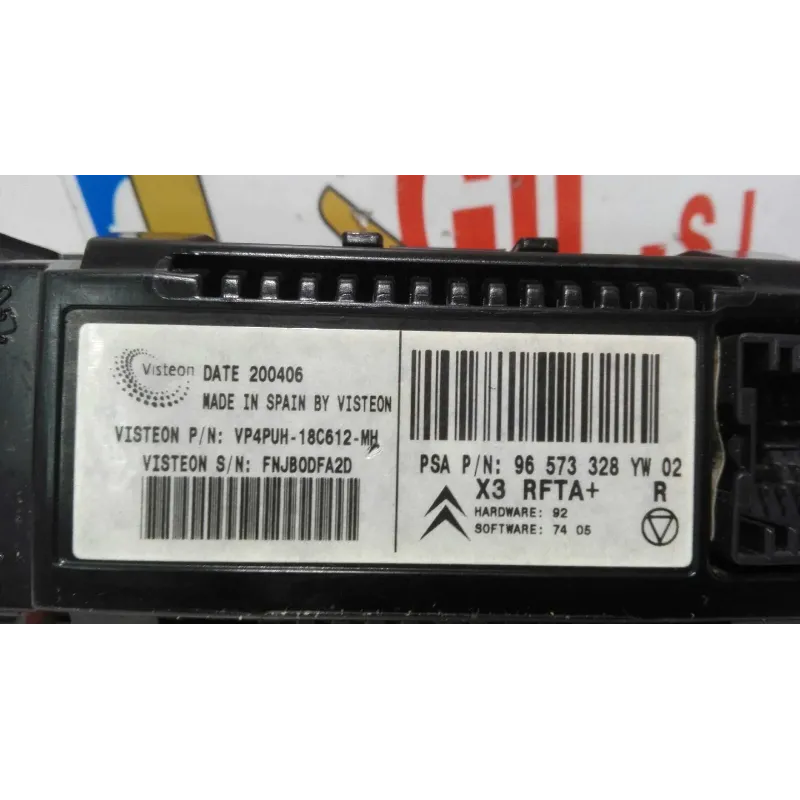 GIL -S/
Visteon DATE 200406
MADE IN SPAIN BY VISTEON
VISTEON P/N: VP4PUH-18C612-MH
VISTEON S/N: FNJB0DFA2D
PSA P/N: 96 573 328 YW 02
X3 RFTA+ R
HARDWARE: 92
SOFTWARE: 74 05